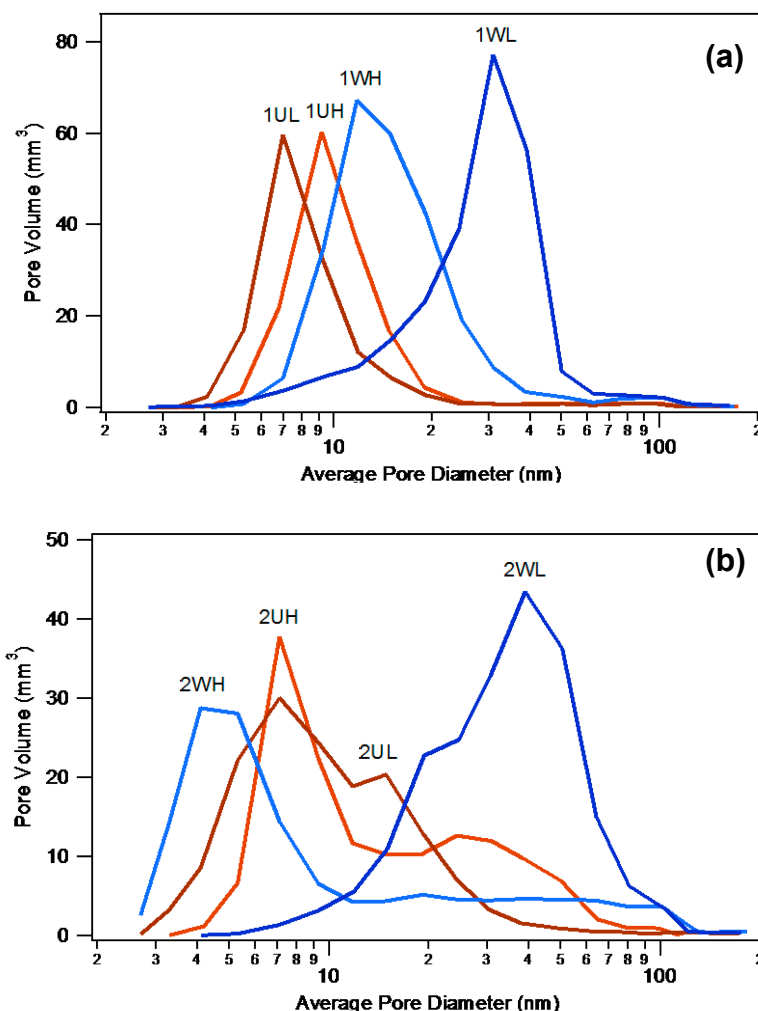 (a)
80
60
40
20
0
Pore Volume (mm³)
1UL
1UH
1WH
1WL
2 3 4 5 6 7 8 9 10 2 3 4 5 6 7 8 9 100 2
Average Pore Diameter (nm)
(b)
50
40
30
20
10
0
Pore Volume (mm³)
2WH
2UH
2UL
2WL
2 3 4 5 6 7 8 9 10 2 3 4 5 6 7 8 9 100 2
Average Pore Diameter (nm)